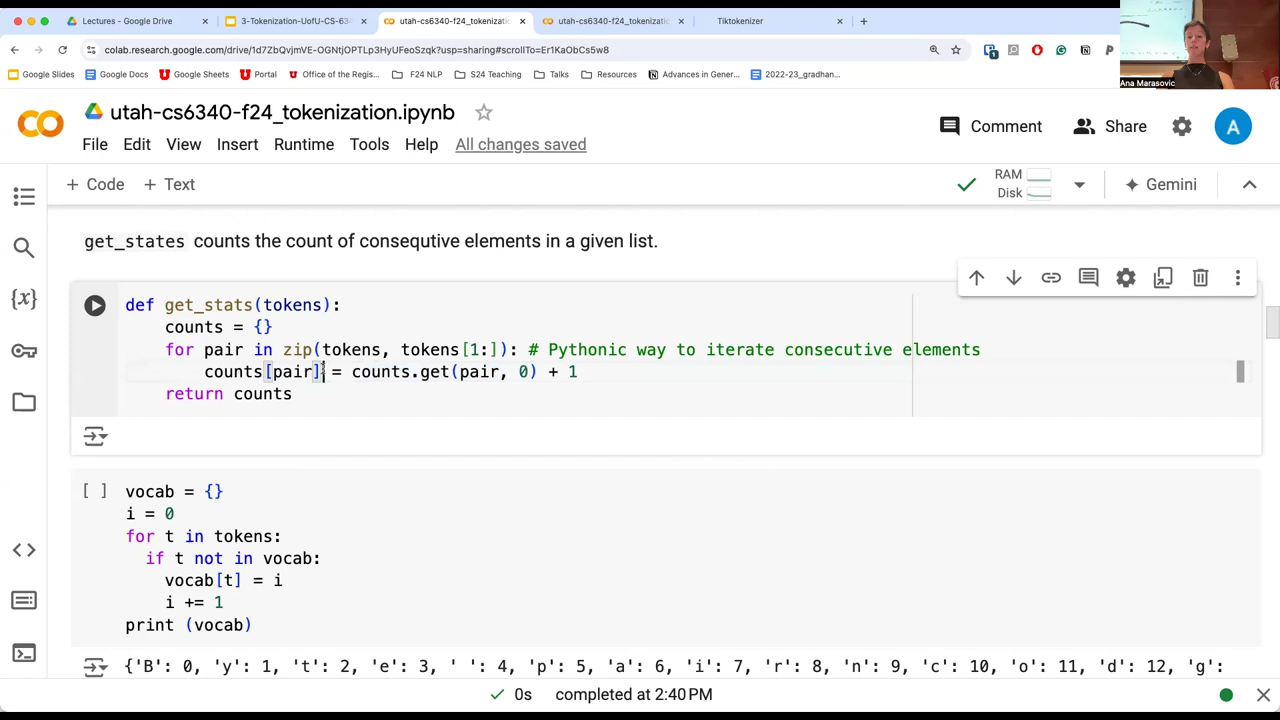 Lectures - Google Drive
3-Tokenization-UofU-CS-634
utah-cs6340-f24_tokenization.i
utah-cs6340-f24_tokenization
Tiktokenizer
colab.research.google.com/drive/1d7ZbQvjmVE-OGNtjOPTLp3HyUFeoSzqk?usp=sharing#scrollTo=Er1KaObCs5w8
Google Slides
Google Docs
Google Sheets
Portal
Office of the Regis...
F24 NLP
S24 Teaching
Talks
Resources
Advances in Gener...
2022-23_gradhan...
Ana Marasovic
utah-cs6340-f24_tokenization.ipynb
Comment
Share
A
File Edit View Insert Runtime Tools Help All changes saved
+ Code + Text
RAM
Disk
Gemini
get_states counts the count of consequtive elements in a given list.
def get_stats(tokens):
counts = {}
for pair in zip(tokens, tokens[1:]): # Pythonic way to iterate consecutive elements
counts[pair] = counts.get(pair, 0) + 1
return counts
[ ] vocab = {}
i = 0
for t in tokens:
if t not in vocab:
vocab[t] = i
i += 1
print (vocab)
{'B': 0, 'y': 1, 't': 2, 'e': 3, ' ': 4, 'p': 5, 'a': 6, 'i': 7, 'r': 8, 'n': 9, 'c': 10, 'o': 11, 'd': 12, 'g':
0s completed at 2:40 PM